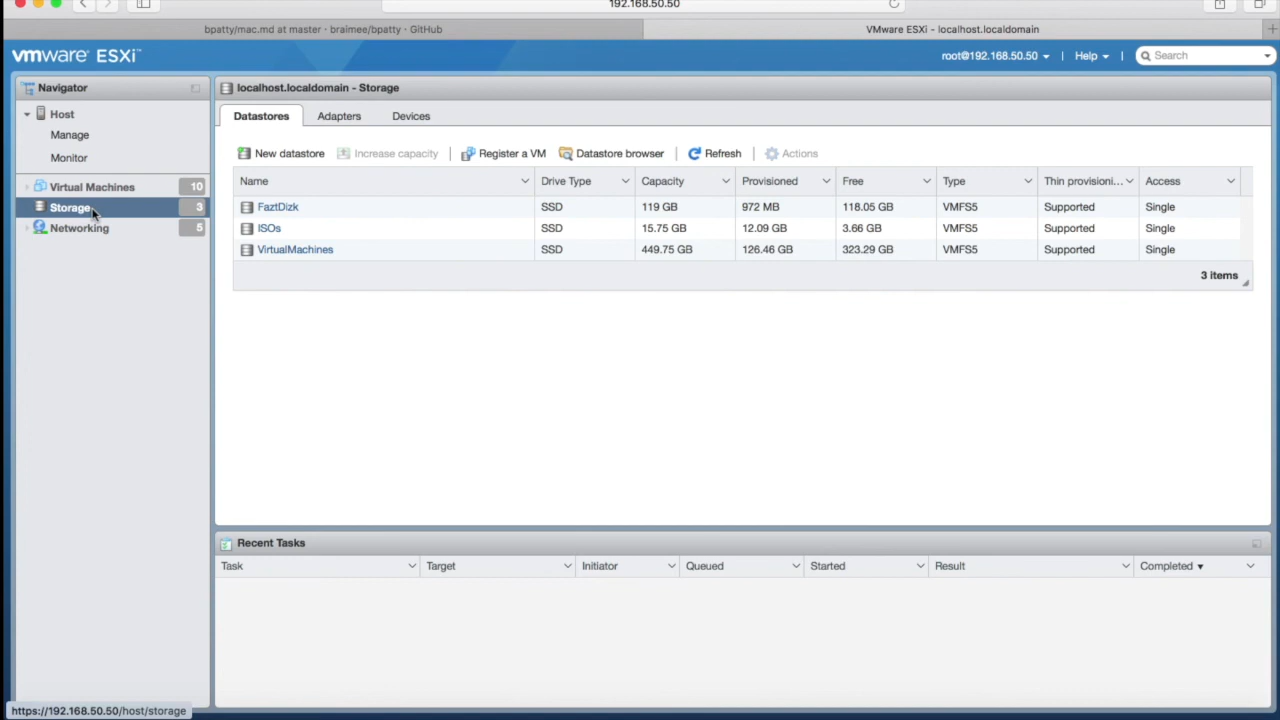 192.168.50.50
bpatty/mac.md at master · braimee/bpatty · GitHub
VMware ESXi – localhost.localdomain
vmware ESXi™
root@192.168.50.50 | Help | Search
Navigator
Host
Manage
Monitor
Virtual Machines 10
Storage 3
Networking 5
localhost.localdomain - Storage
Datastores Adapters Devices
New datastore Increase capacity | Register a VM Datastore browser | Refresh | Actions
Name Drive Type Capacity Provisioned Free Type Thin provisioni... Access
FaztDizk SSD 119 GB 972 MB 118.05 GB VMFS5 Supported Single
ISOs SSD 15.75 GB 12.09 GB 3.66 GB VMFS5 Supported Single
VirtualMachines SSD 449.75 GB 126.46 GB 323.29 GB VMFS5 Supported Single
3 items
Recent Tasks
Task Target Initiator Queued Started Result Completed ▼
https://192.168.50.50/host/storage